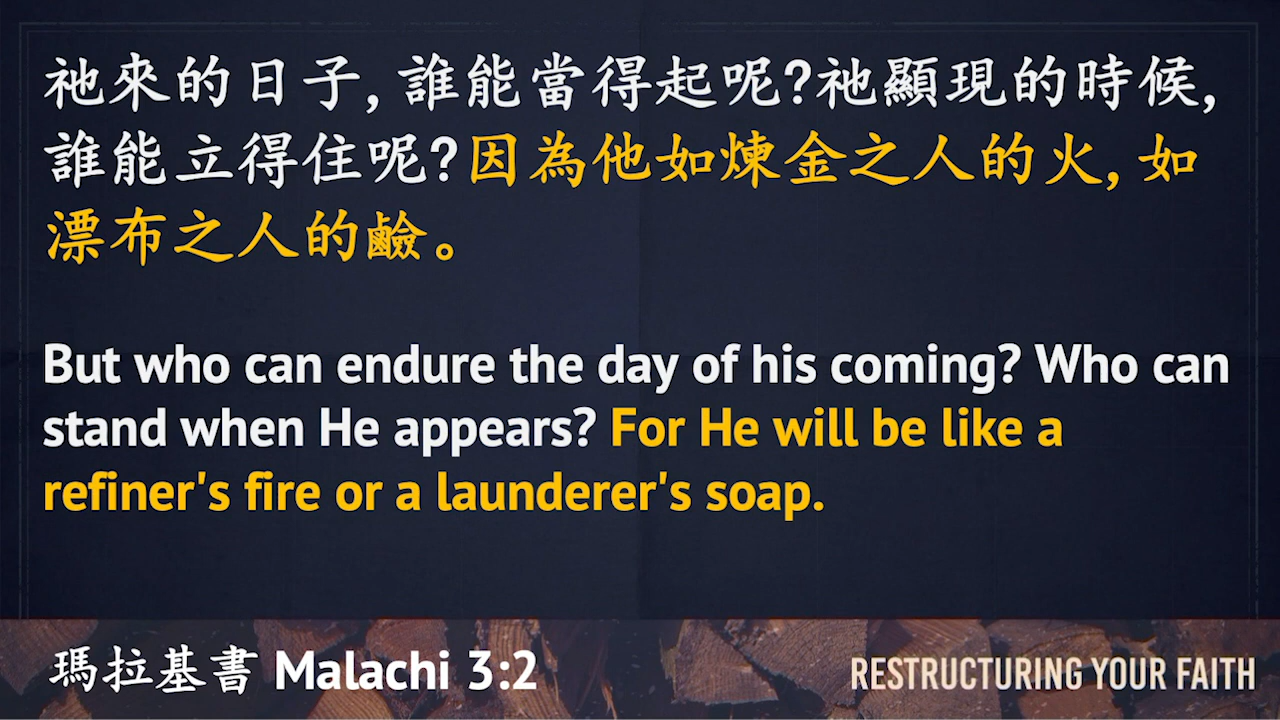 祂來的日子, 誰能當得起呢?祂顯現的時候,
誰能立得住呢?因為他如煉金之人的火, 如
漂布之人的鹼。
But who can endure the day of his coming? Who can
stand when He appears? For He will be like a
refiner's fire or a launderer's soap.
瑪拉基書 Malachi 3:2
RESTRUCTURING YOUR FAITH